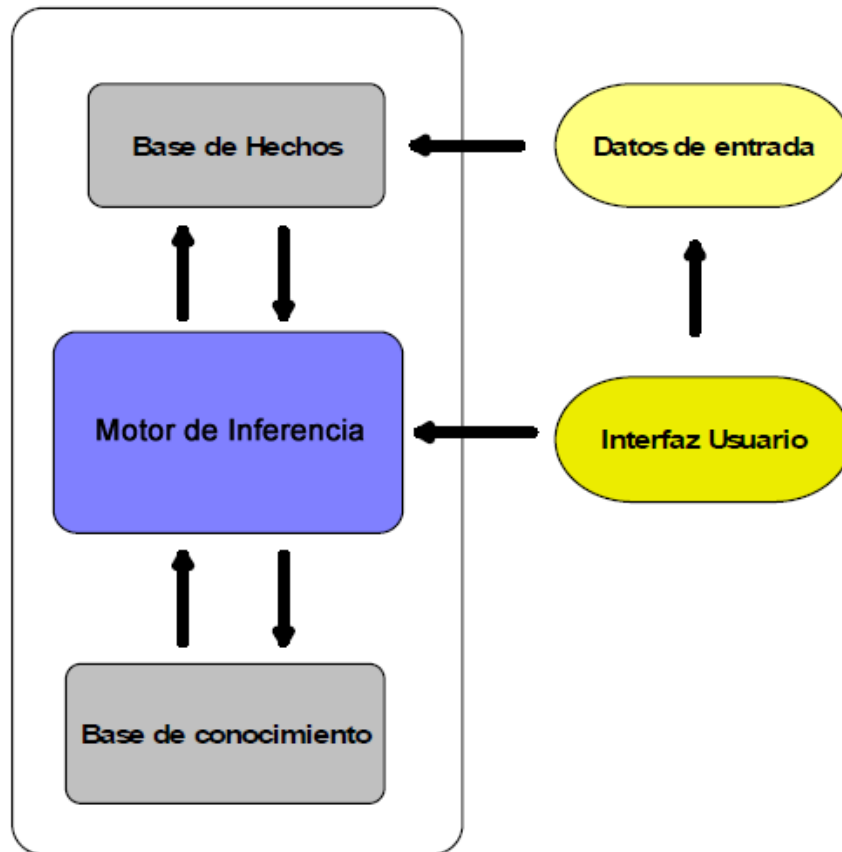 Base de Hechos
Datos de entrada
Motor de Inferencia
Interfaz Usuario
Base de conocimiento